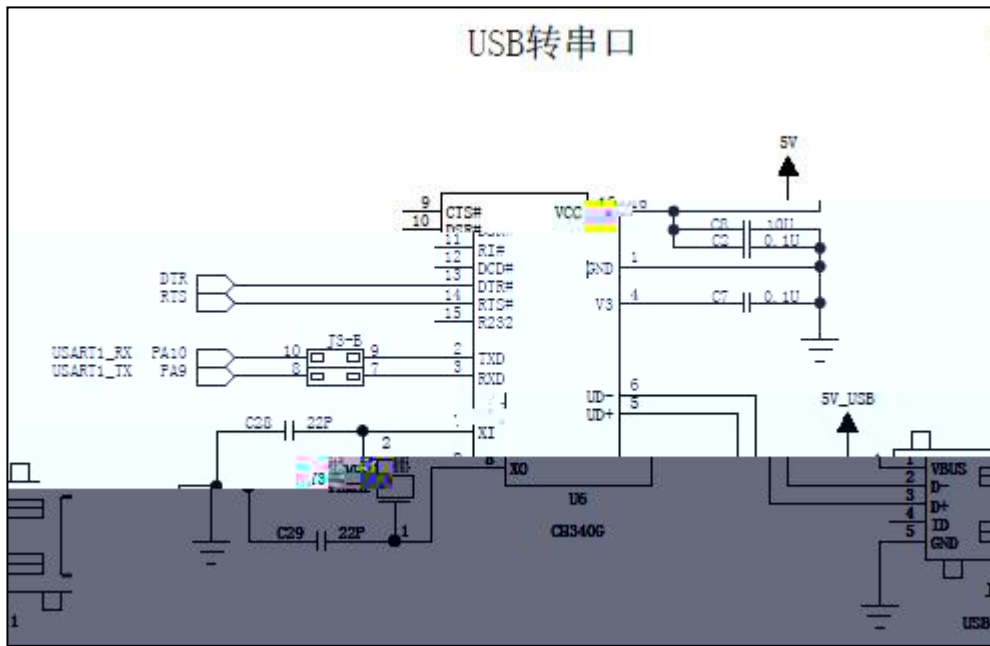 USB转串口
5V
9 CTS# VCC
10 DSR#
C8 10U
11 RI# C2 0.1U
12 DCD# GND 1
DTR 13 DTR#
RTS 14 RTS# V3 4 C7 0.1U
15 R232
J3-B
USART1_RX PA10 10 9 2 TXD
USART1_TX PA9 8 7 3 RXD
UD- 6
UD+ 5
5V_USB
C28 22P XI
2
8 XO
1 VBUS
2 D-
3 D+
4 ID
5 GND
U6
C29 22P 1 CH340G
1
USB